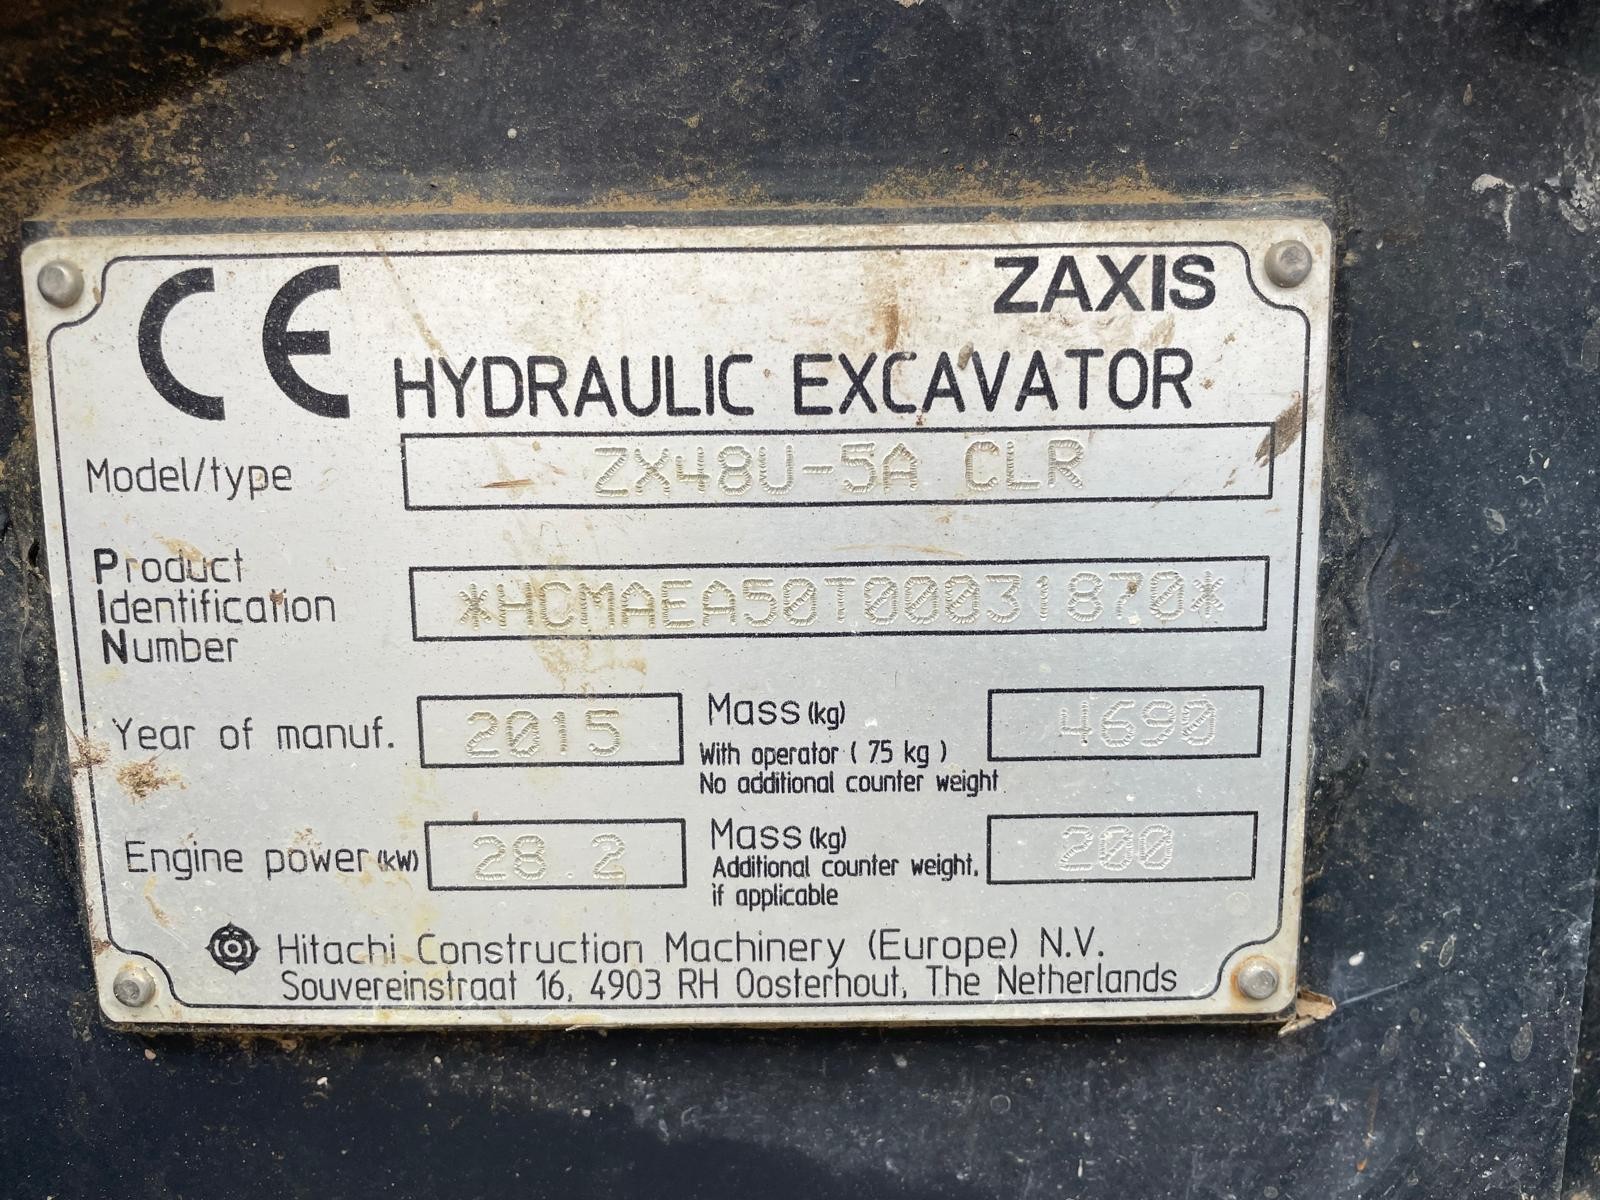 CE
ZAXIS
HYDRAULIC EXCAVATOR
Model/type ZX48U-5A CLR
Product
Identification
Number
*HCMAEA50T00031870*
Year of manuf. 2015
Mass (kg) 4690
With operator ( 75 kg )
No additional counter weight
Engine power (kW) 28.2
Mass (kg) 200
Additional counter weight,
if applicable
Hitachi Construction Machinery (Europe) N.V.
Souvereinstraat 16, 4903 RH Oosterhout, The Netherlands